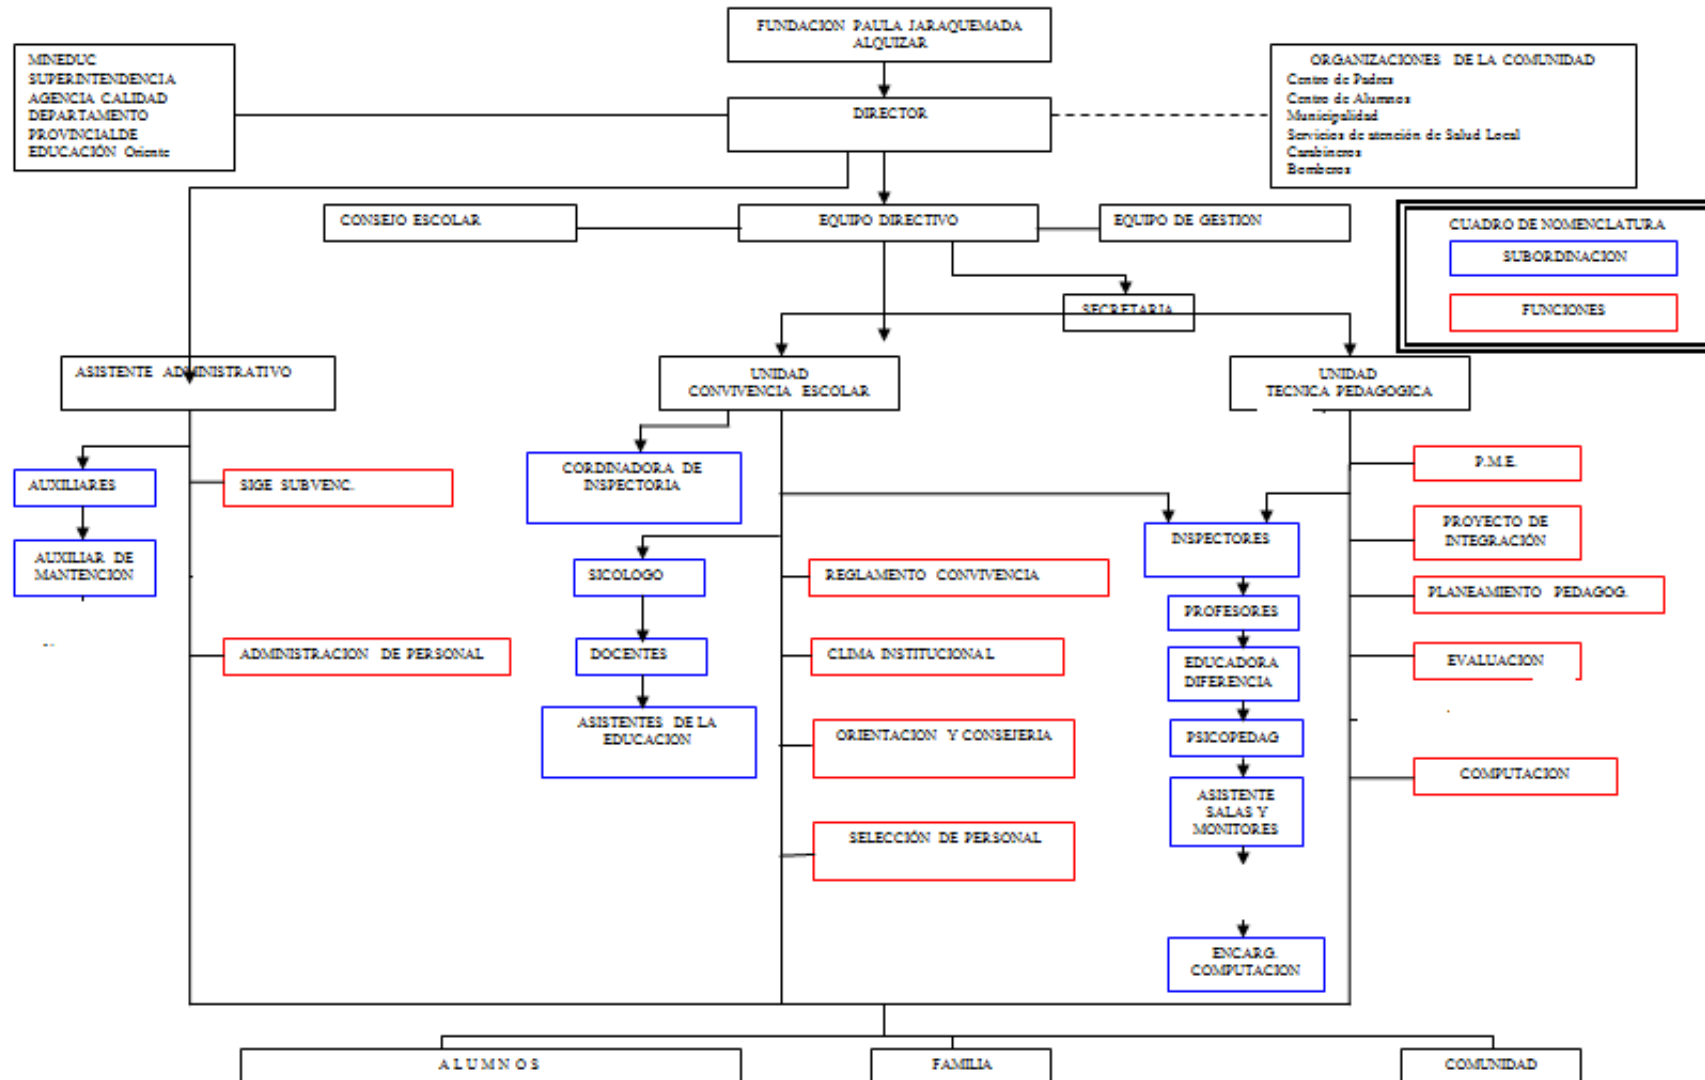 FUNDACION PAULA JARAQUEMADA
ALQUIZAR
MINEDUC
SUPERINTENDENCIA
AGENCIA CALIDAD
DEPARTAMENTO
PROVINCIALDE
EDUCACIÓN Oriente
DIRECTOR
ORGANIZACIONES DE LA COMUNIDAD
Centro de Padres
Centro de Alumnos
Municipalidad
Servicios de atención de Salud Local
Carabineros
Bomberos
CONSEJO ESCOLAR
EQUIPO DIRECTIVO
EQUIPO DE GESTION
CUADRO DE NOMENCLATURA
SUBORDINACION
FUNCIONES
SECRETARIA
ASISTENTE ADMINISTRATIVO
UNIDAD
CONVIVENCIA ESCOLAR
UNIDAD
TECNICA PEDAGOGICA
AUXILIARES
SIGE SUBVENC.
AUXILIAR DE
MANTENCION
ADMINISTRACION DE PERSONAL
CORDINADORA DE
INSPECTORIA
SICOLOGO
DOCENTES
ASISTENTES DE LA
EDUCACION
REGLAMENTO CONVIVENCIA
CLIMA INSTITUCIONAL
ORIENTACION Y CONSEJERIA
SELECCIÓN DE PERSONAL
INSPECTORES
PROFESORES
EDUCADORA
DIFERENCIA
PSICOPEDAG
ASISTENTE
SALAS Y
MONITORES
ENCARG.
COMPUTACION
P.M.E.
PROYECTO DE
INTEGRACIÓN
PLANEAMIENTO PEDAGOG.
EVALUACION
COMPUTACION
A L U M N O S
FAMILIA
COMUNIDAD